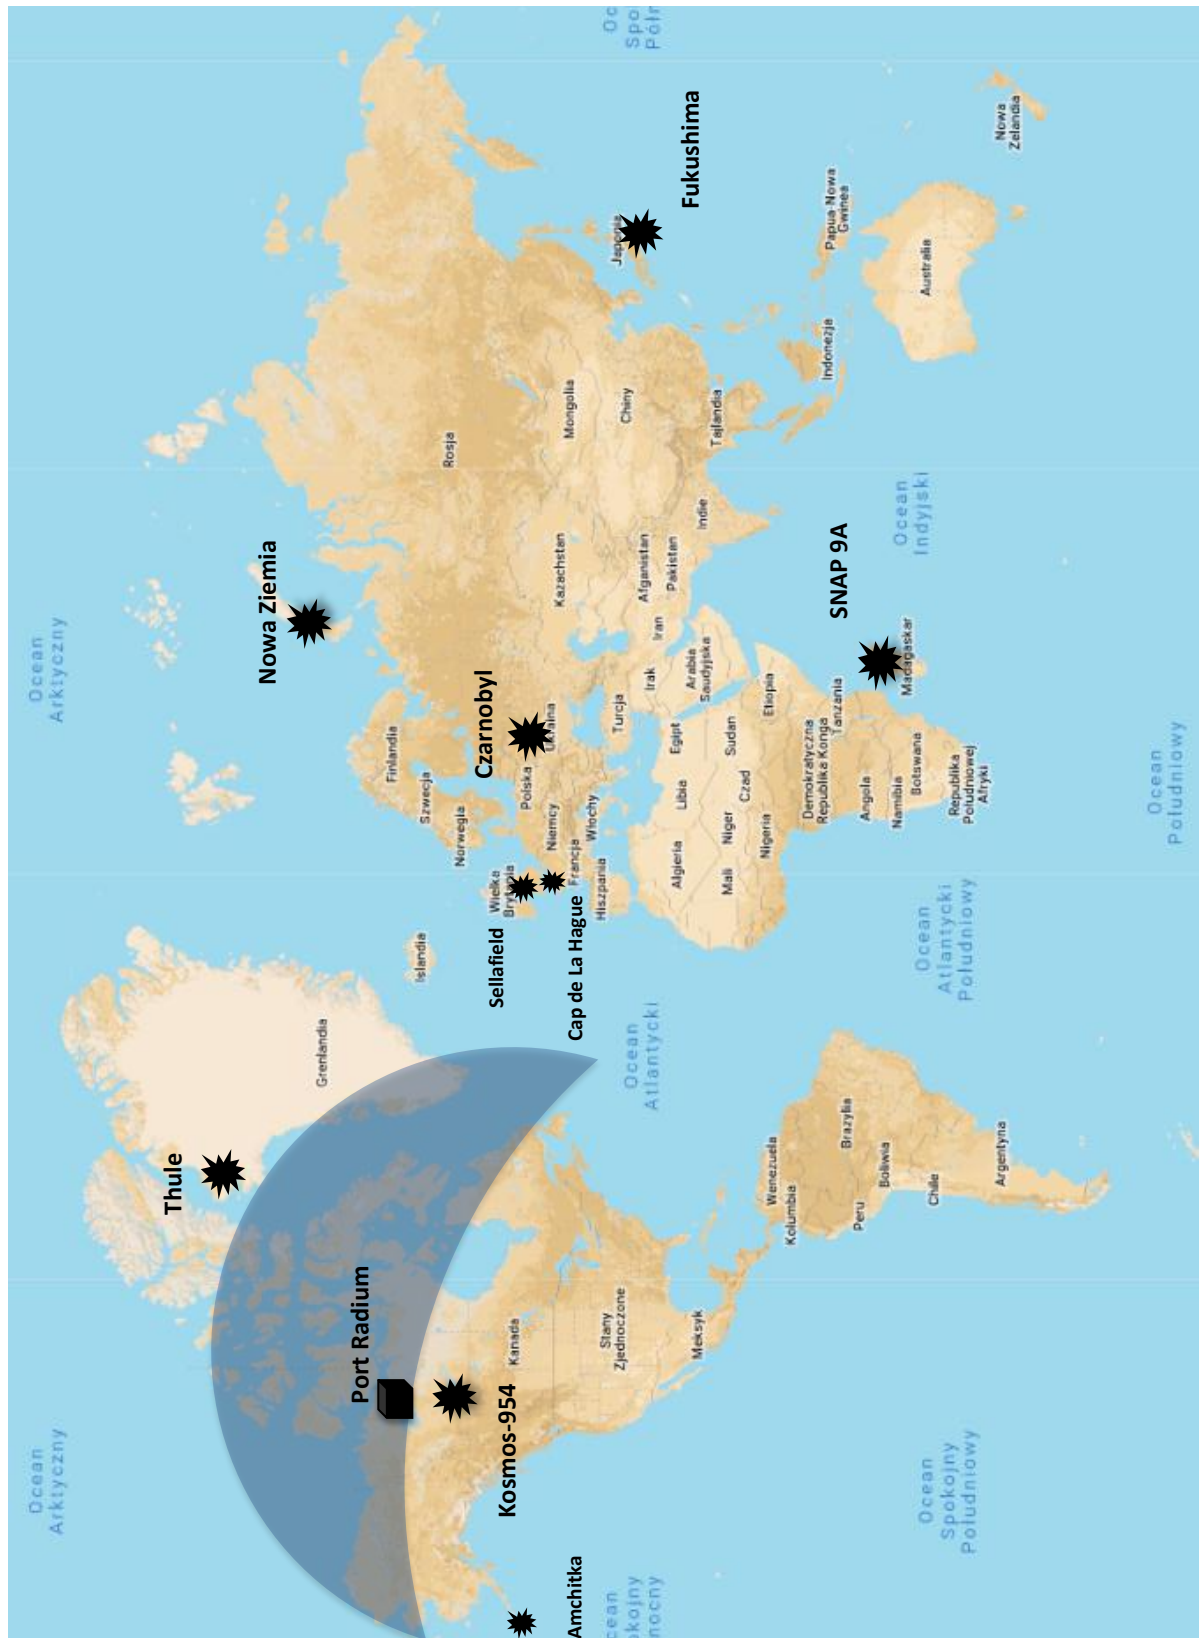 Ocean
Arktyczny
Ocean
Arktyczny
Thule
Nowa Ziemia
Grenlandia
Port Radium
Finlandia
Islandia
Szwecja
Norwegia
Rosja
Czarnobyl
Wielka
Brytania
Sellafield
Kosmos-954
Kanada
Polska
Ukraina
Niemcy
Kazachstan
Mongolia
Cap de La Hague
Francja
Włochy
Hiszpania
Amchitka
Stany
Zjednoczone
Turcja
Chiny
Japonia
Fukushima
Ocean
Atlantycki
Irak
Iran
Afganistan
Pakistan
Meksyk
Algieria
Libia
Egipt
Arabia
Saudyjska
Indie
Tajlandia
Mali
Niger
Czad
Sudan
Nigeria
Etiopia
Wenezuela
Kolumbia
Demokratyczna
Republika Konga
Tanzania
SNAP 9A
Indonezja
Papua-Nowa
Gwinea
Brazylia
Peru
Boliwia
Angola
Namibia
Botswana
Madagaskar
Ocean
Indyjski
Australia
Ocean
Spokojny
Południowy
Chile
Ocean
Atlantycki
Południowy
Republika
Południowej
Afryki
Argentyna
Nowa
Zelandia
Ocean
Południowy